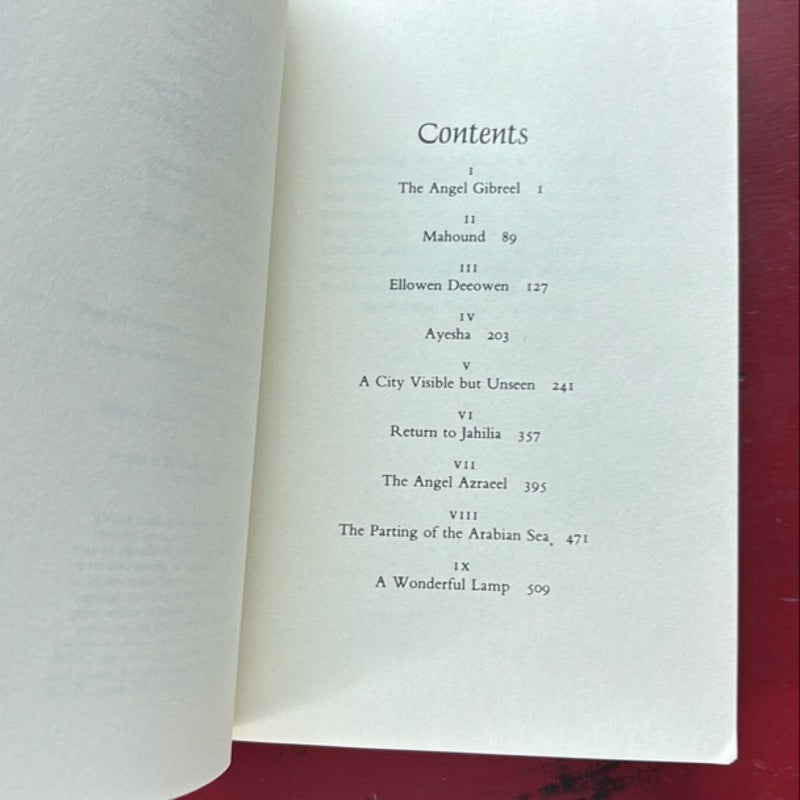 Contents
I
The Angel Gibreel 1
II
Mahound 89
III
Ellowen Deeowen 127
IV
Ayesha 203
V
A City Visible but Unseen 241
VI
Return to Jahilia 357
VII
The Angel Azraeel 395
VIII
The Parting of the Arabian Sea 471
IX
A Wonderful Lamp 509